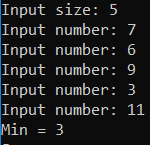 Input size: 5
Input number: 7
Input number: 6
Input number: 9
Input number: 3
Input number: 11
Min = 3